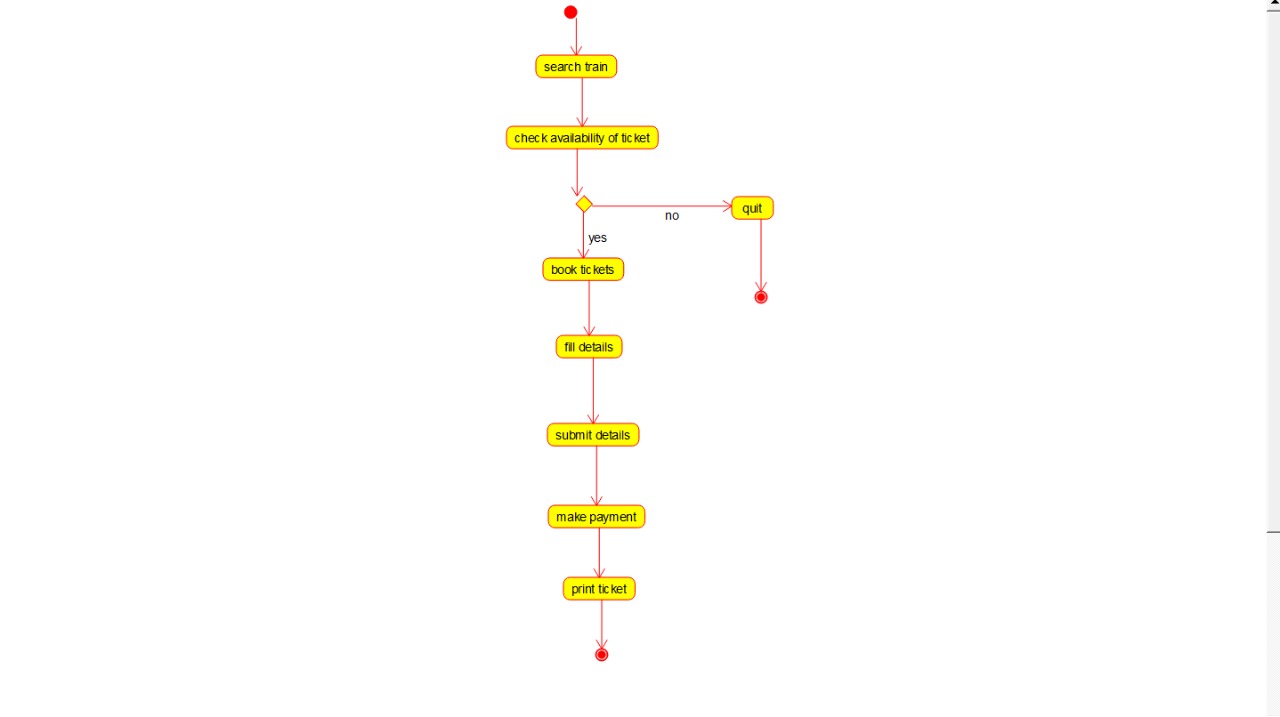 search train
check availability of ticket
quit
no
yes
book tickets
fill details
submit details
make payment
print ticket